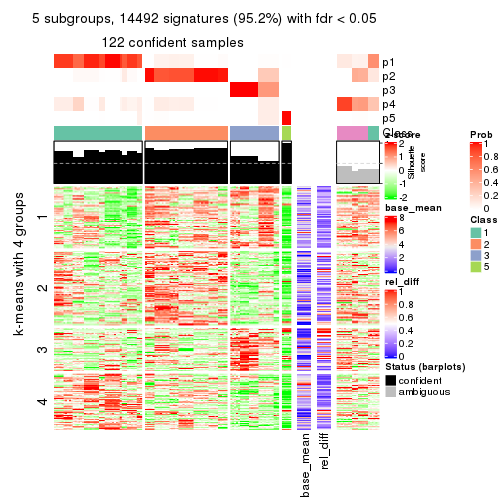 5 subgroups, 14492 signatures (95.2%) with fdr < 0.05
122 confident samples
p1
p2
p3
p4
p5
Class
Silhouette
score
k-means with 4 groups
1
2
3
4
base_mean
rel_diff
z-score
2
1
0
-1
-2
base_mean
8
6
4
2
0
rel_diff
1
0.8
0.6
0.4
0.2
0
Status (barplots)
confident
ambiguous
Prob
1
0.8
0.6
0.4
0.2
0
Class
1
2
3
5